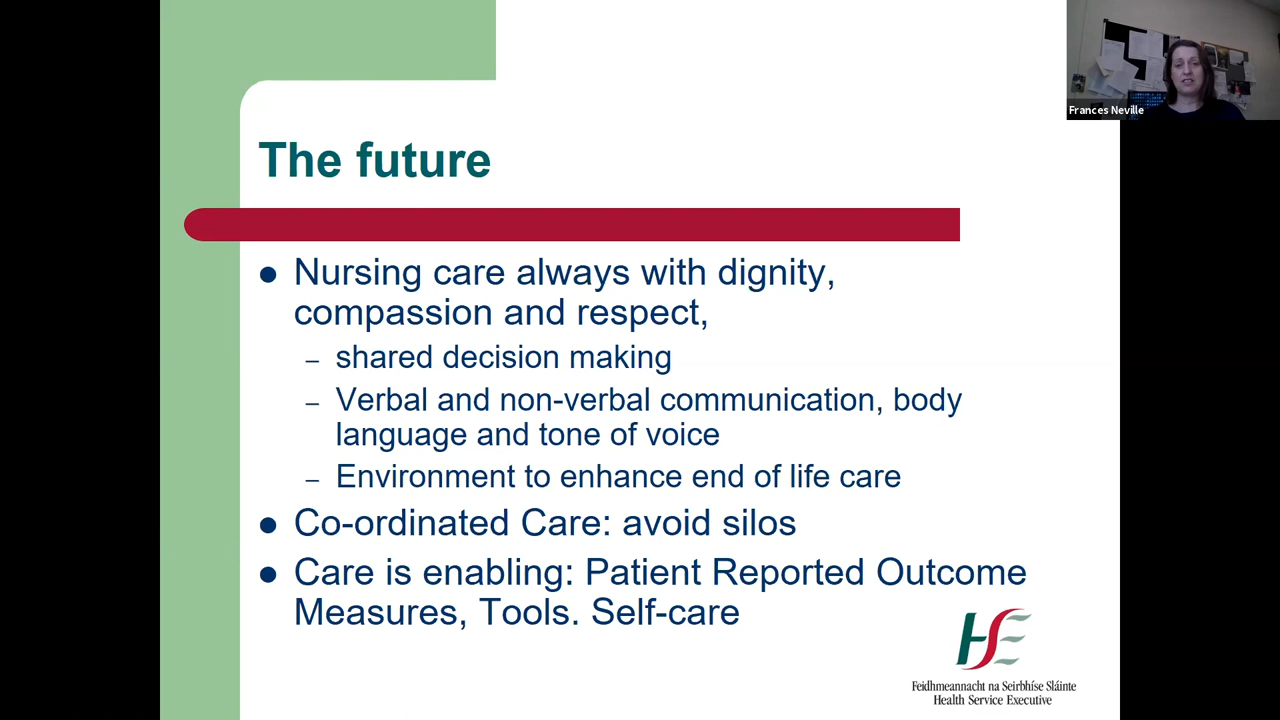 Frances Neville
The future
Nursing care always with dignity,
compassion and respect,
– shared decision making
– Verbal and non-verbal communication, body
language and tone of voice
– Environment to enhance end of life care
Co-ordinated Care: avoid silos
Care is enabling: Patient Reported Outcome
Measures, Tools. Self-care
HSE
Feidhmeannacht na Seirbhíse Sláinte
Health Service Executive